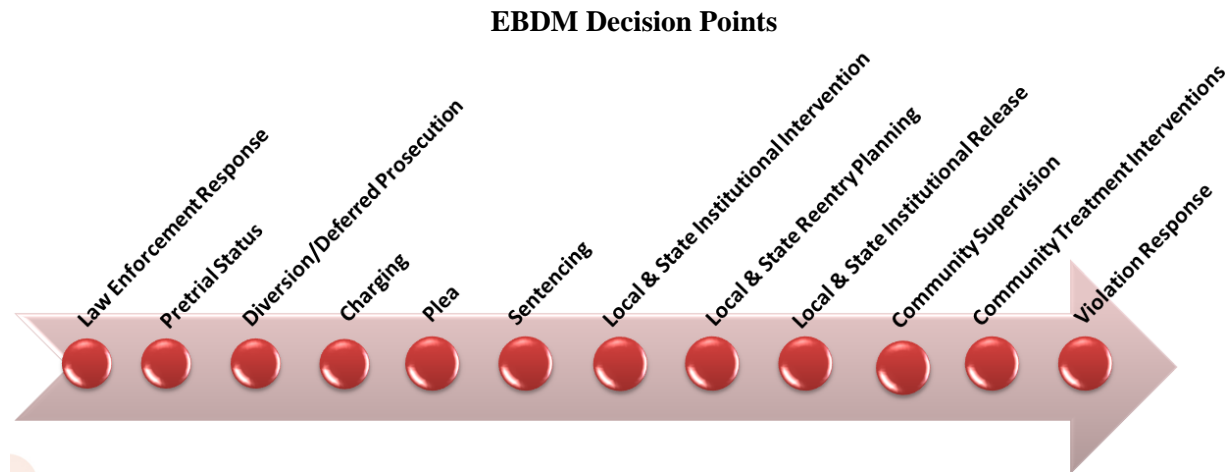 EBDM Decision Points
Law Enforcement Response
Pretrial Status
Diversion/Deferred Prosecution
Charging
Plea
Sentencing
Local & State Institutional Intervention
Local & State Reentry Planning
Local & State Institutional Release
Community Supervision
Community Treatment Interventions
Violation Response